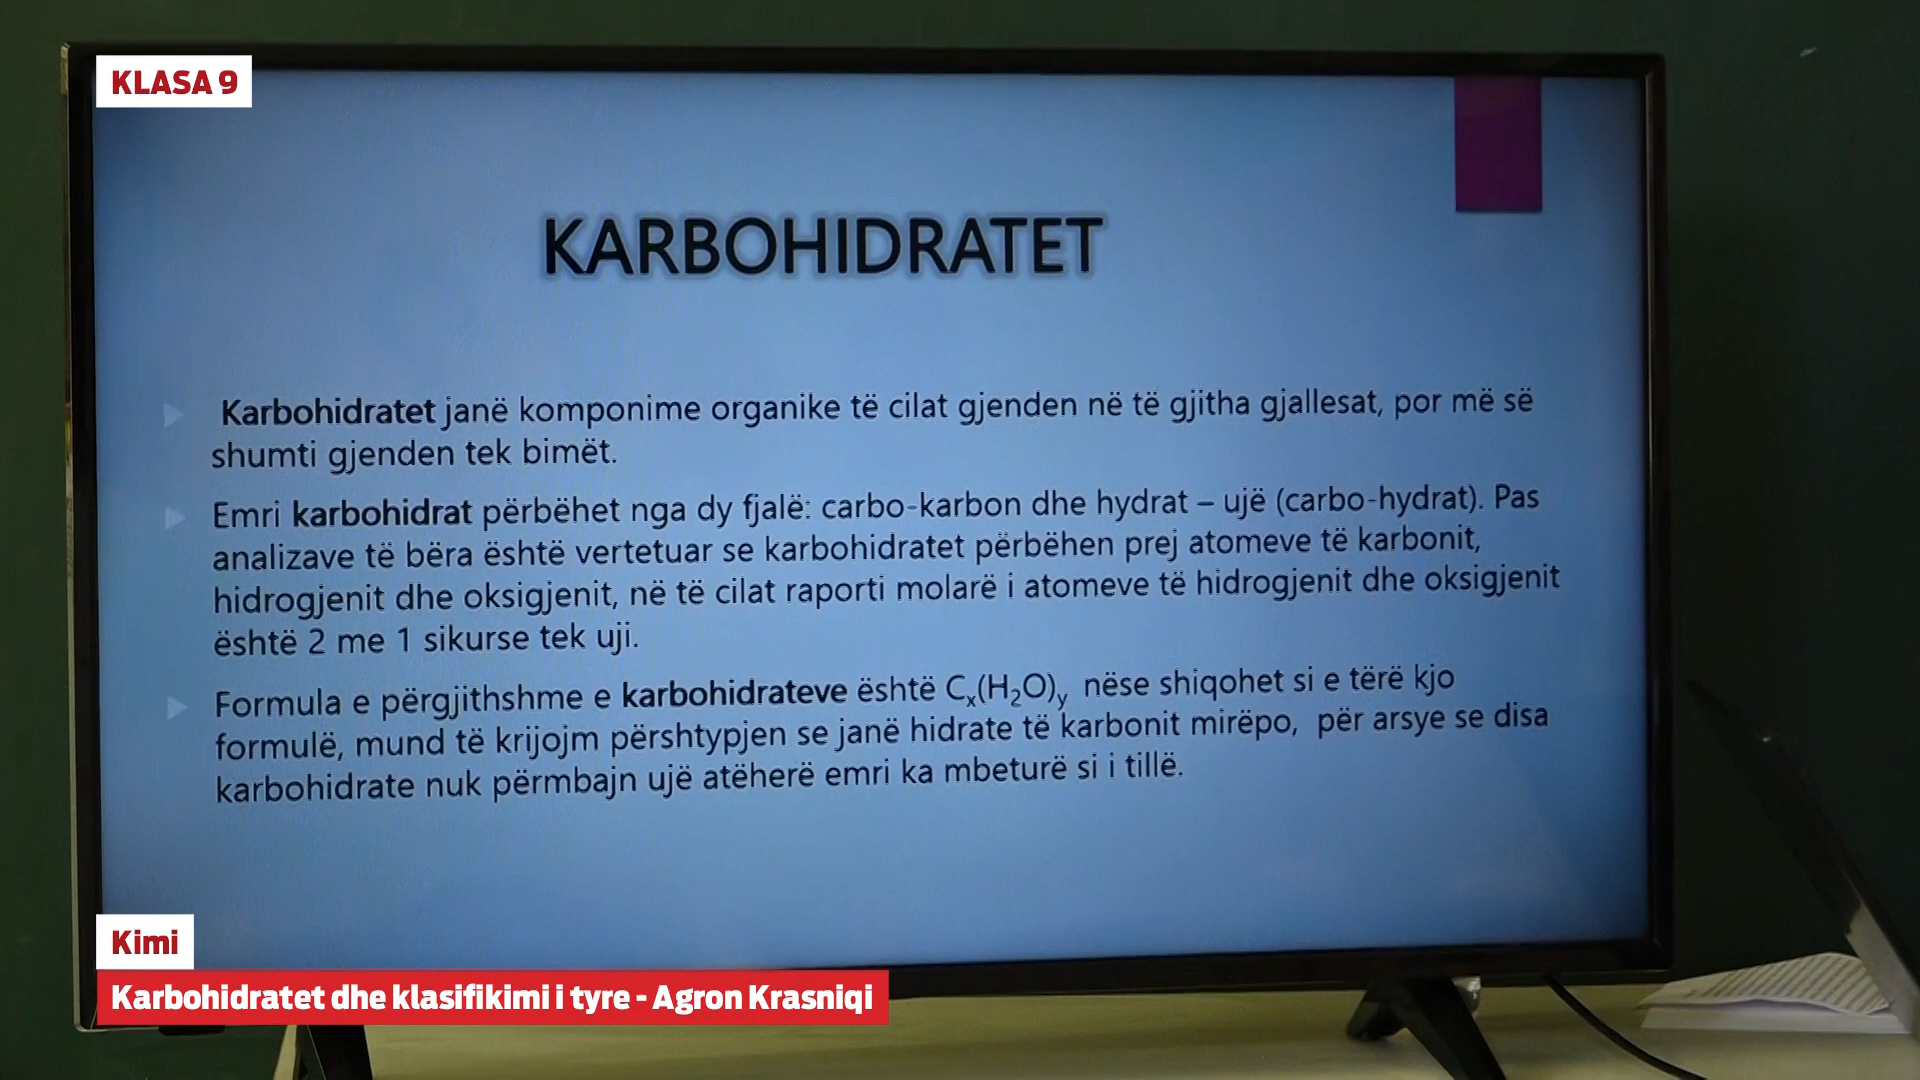 KLASA 9
KARBOHIDRATET
Karbohidratet janë komponime organike të cilat gjenden në të gjitha gjallesat, por më së
shumti gjenden tek bimët.
Emri karbohidrat përbëhet nga dy fjalë: carbo-karbon dhe hydrat – ujë (carbo-hydrat). Pas
analizave të bëra është vertetuar se karbohidratet përbëhen prej atomeve të karbonit,
hidrogjenit dhe oksigjenit, në të cilat raporti molarë i atomeve të hidrogjenit dhe oksigjenit
është 2 me 1 sikurse tek uji.
Formula e përgjithshme e karbohidrateve është Cₓ(H₂O)ᵧ nëse shiqohet si e tërë kjo
formulë, mund të krijojm përshtypjen se janë hidrate të karbonit mirëpo, për arsye se disa
karbohidrate nuk përmbajn ujë atëherë emri ka mbeturë si i tillë.
Kimi
Karbohidratet dhe klasifikimi i tyre - Agron Krasniqi